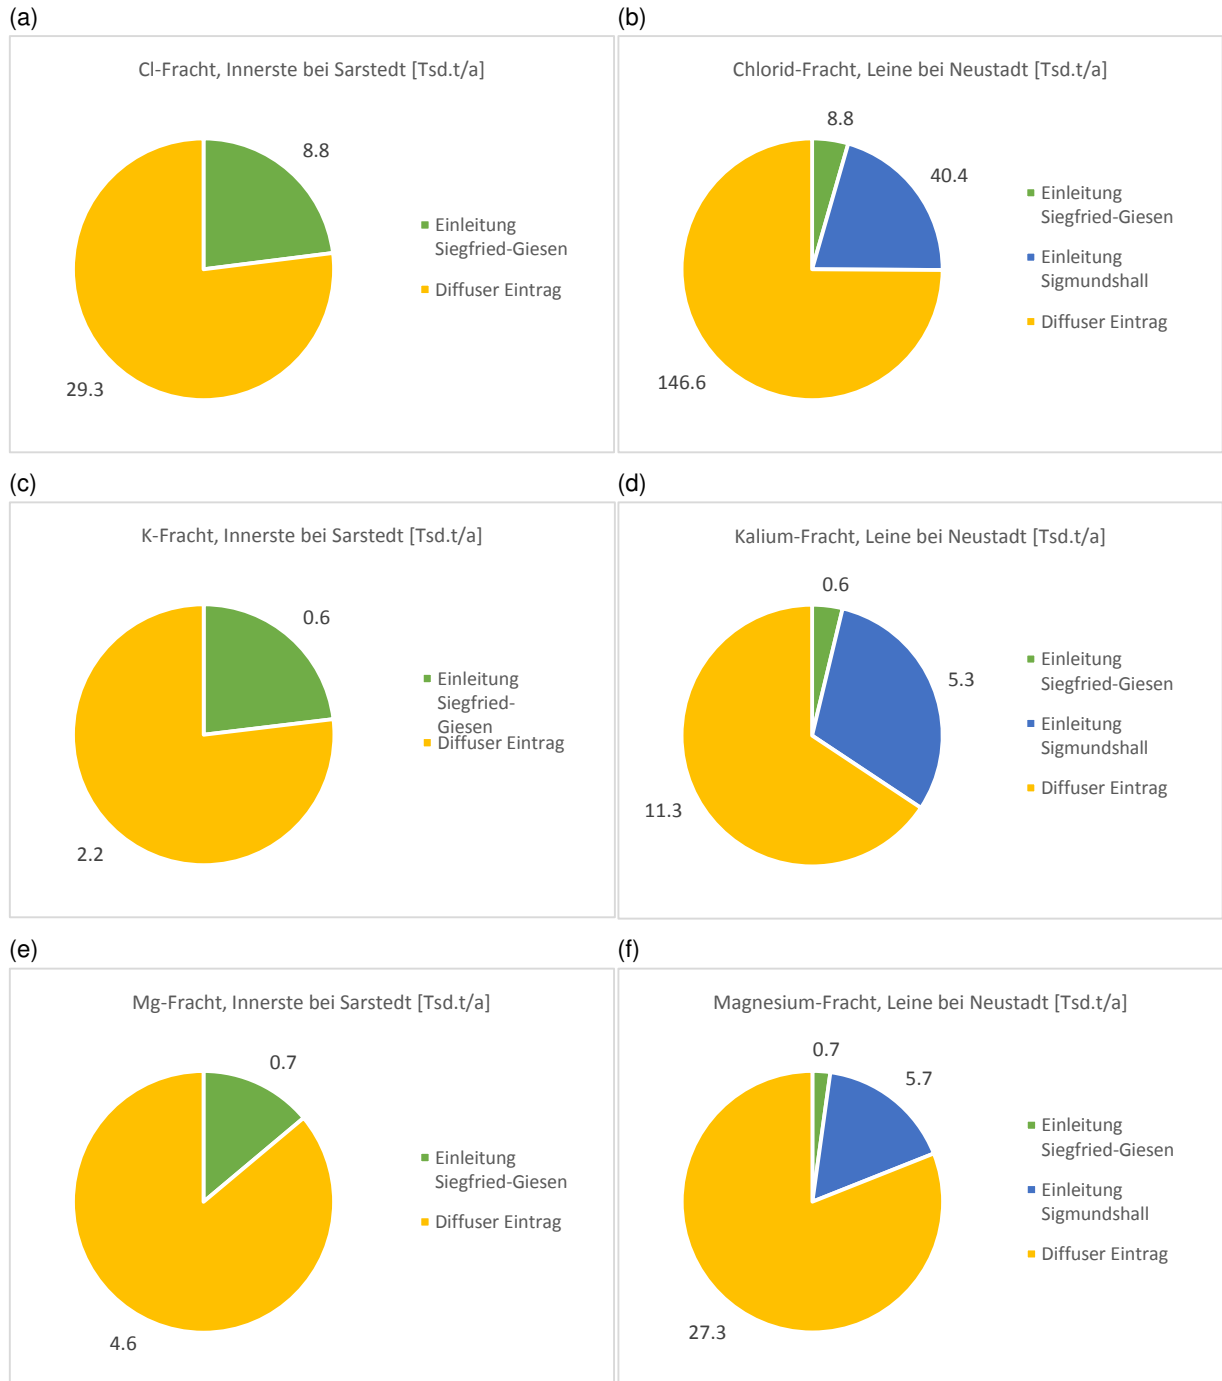 (a)
Cl-Fracht, Innerste bei Sarstedt [Tsd.t/a]
8.8
29.3
Einleitung
Siegfried-Giesen
Diffuser Eintrag
(b)
Chlorid-Fracht, Leine bei Neustadt [Tsd.t/a]
8.8
40.4
146.6
Einleitung
Siegfried-Giesen
Einleitung
Sigmundshall
Diffuser Eintrag
(c)
K-Fracht, Innerste bei Sarstedt [Tsd.t/a]
0.6
2.2
Einleitung
Siegfried-
Giesen
Diffuser Eintrag
(d)
Kalium-Fracht, Leine bei Neustadt [Tsd.t/a]
0.6
5.3
11.3
Einleitung
Siegfried-Giesen
Einleitung
Sigmundshall
Diffuser Eintrag
(e)
Mg-Fracht, Innerste bei Sarstedt [Tsd.t/a]
0.7
4.6
Einleitung
Siegfried-Giesen
Diffuser Eintrag
(f)
Magnesium-Fracht, Leine bei Neustadt [Tsd.t/a]
0.7
5.7
27.3
Einleitung
Siegfried-Giesen
Einleitung
Sigmundshall
Diffuser Eintrag